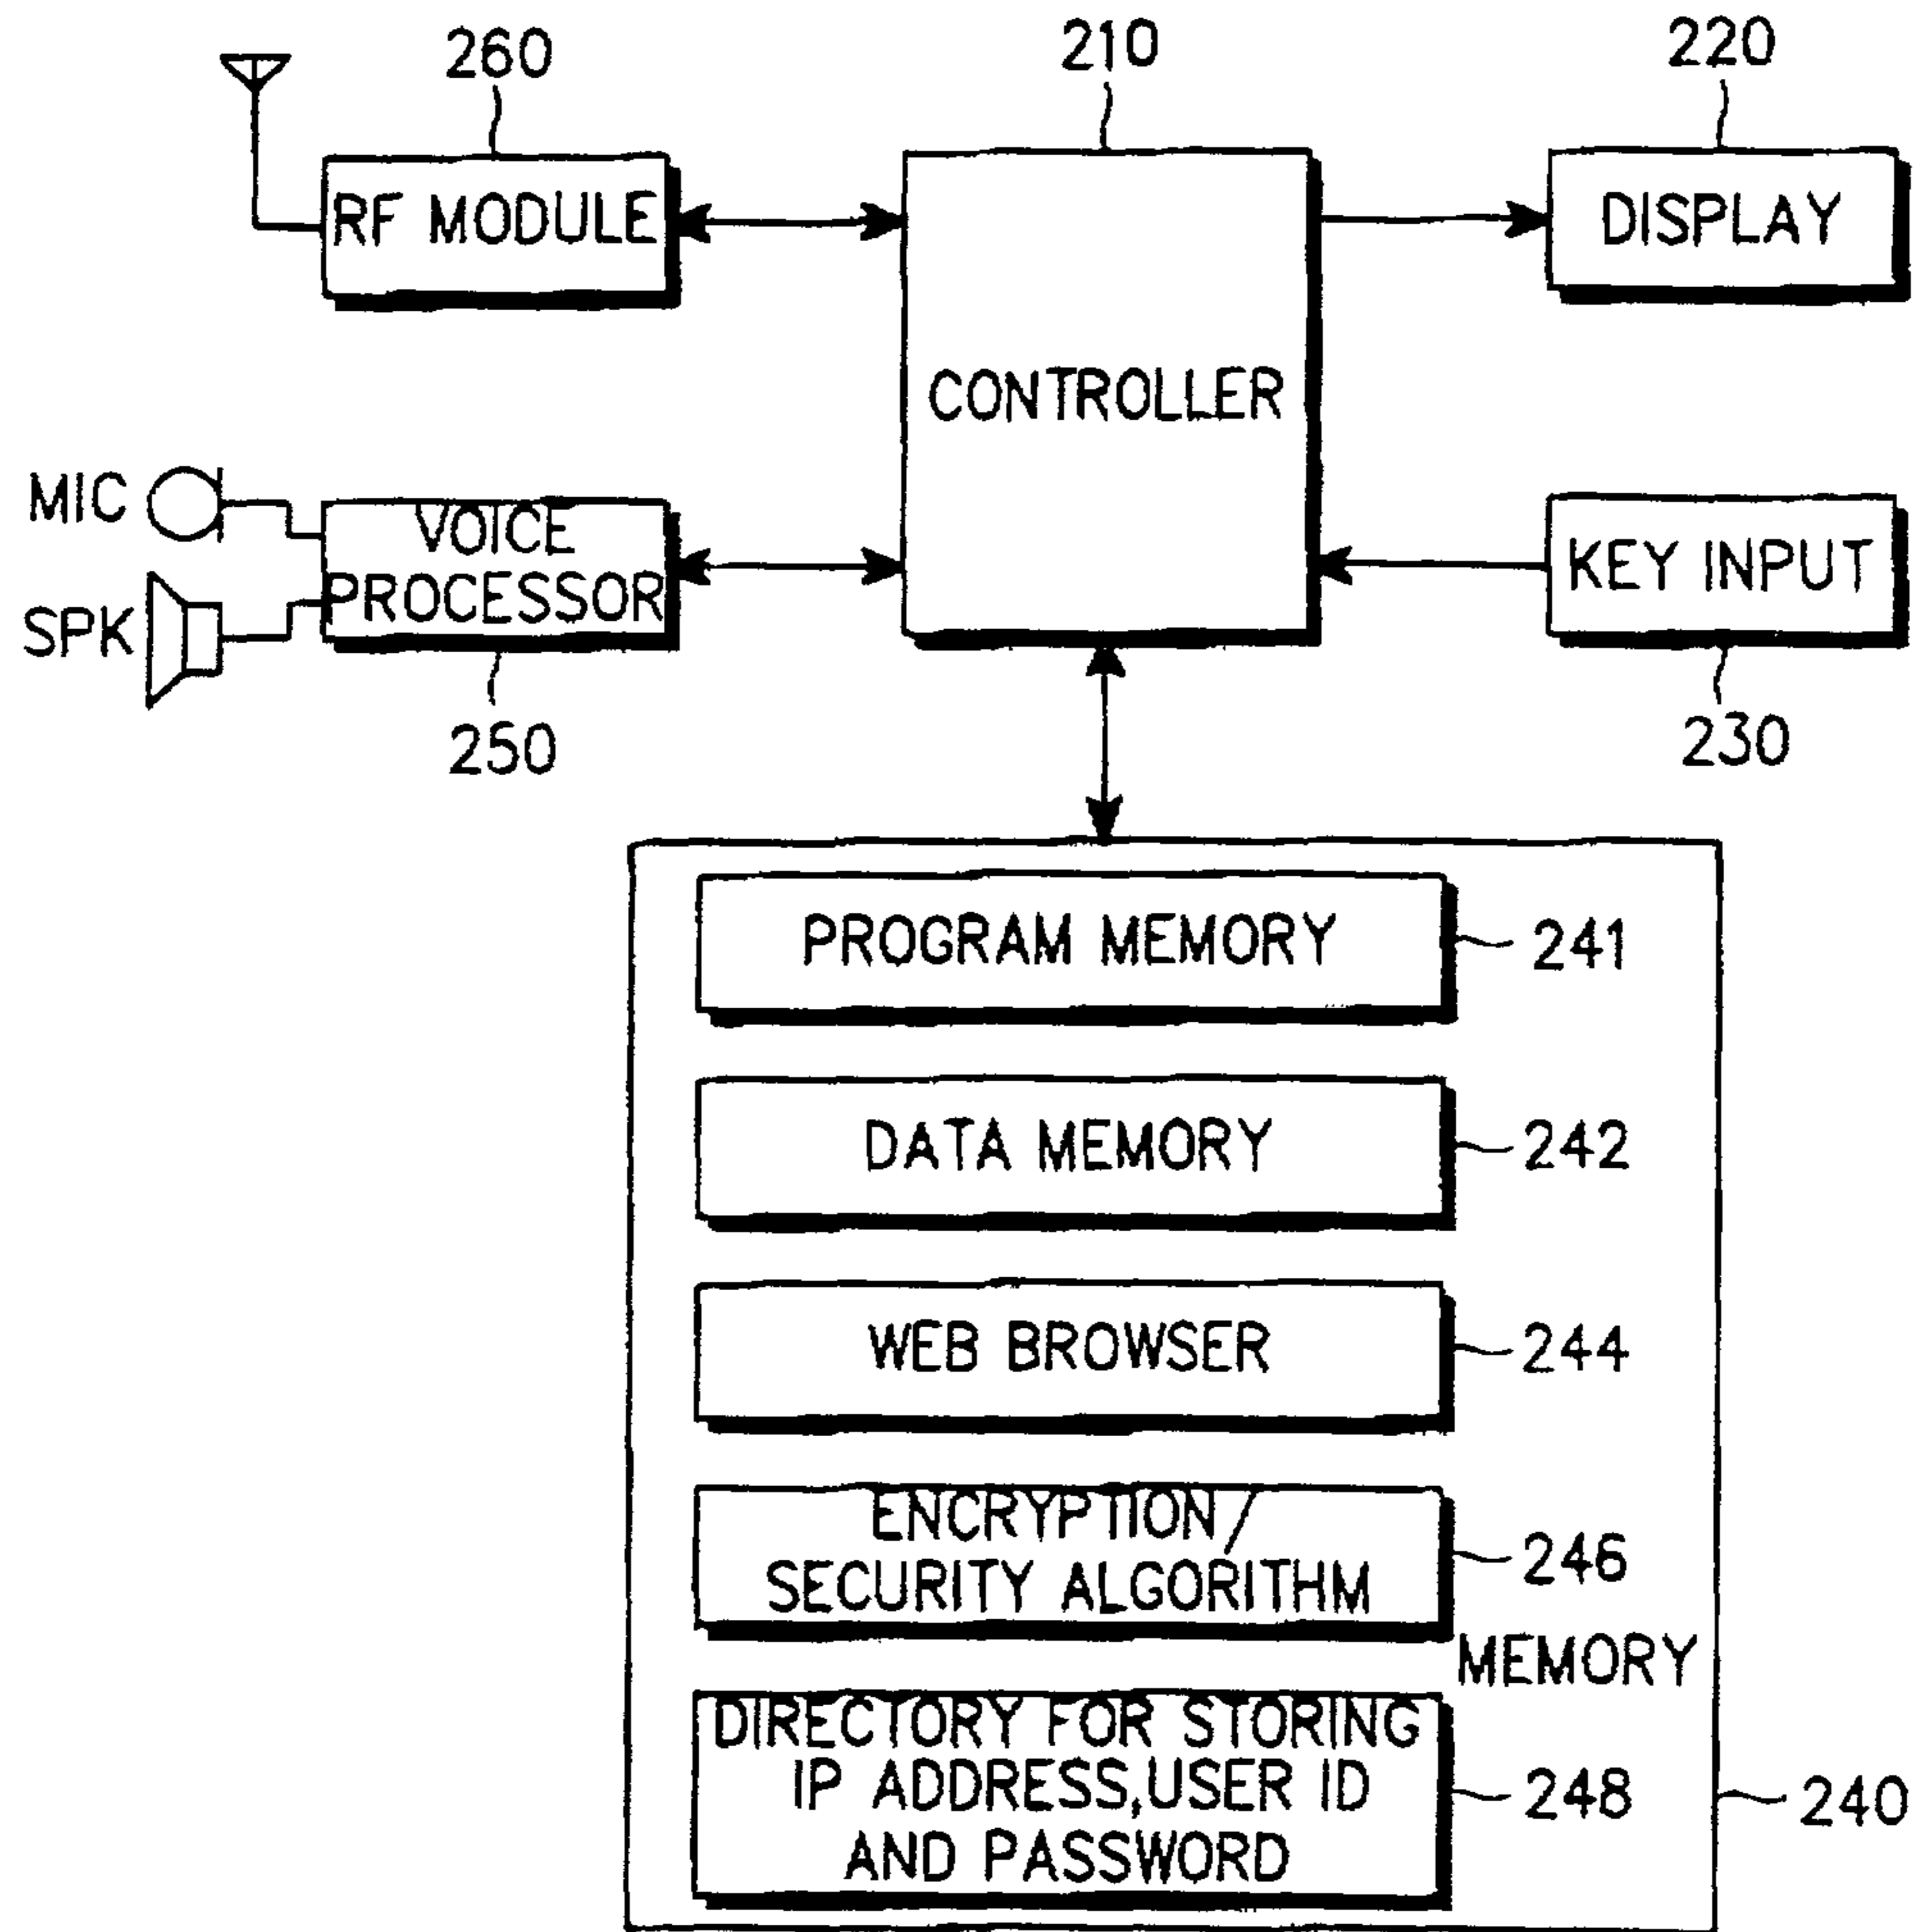 260
210
220
RF MODULE
CONTROLLER
DISPLAY
MIC
SPK
VOICE
PROCESSOR
KEY INPUT
250
230
PROGRAM MEMORY
241
DATA MEMORY
242
WEB BROWSER
244
ENCRYPTION/
SECURITY ALGORITHM
246
MEMORY
DIRECTORY FOR STORING
IP ADDRESS,USER ID
AND PASSWORD
248
240